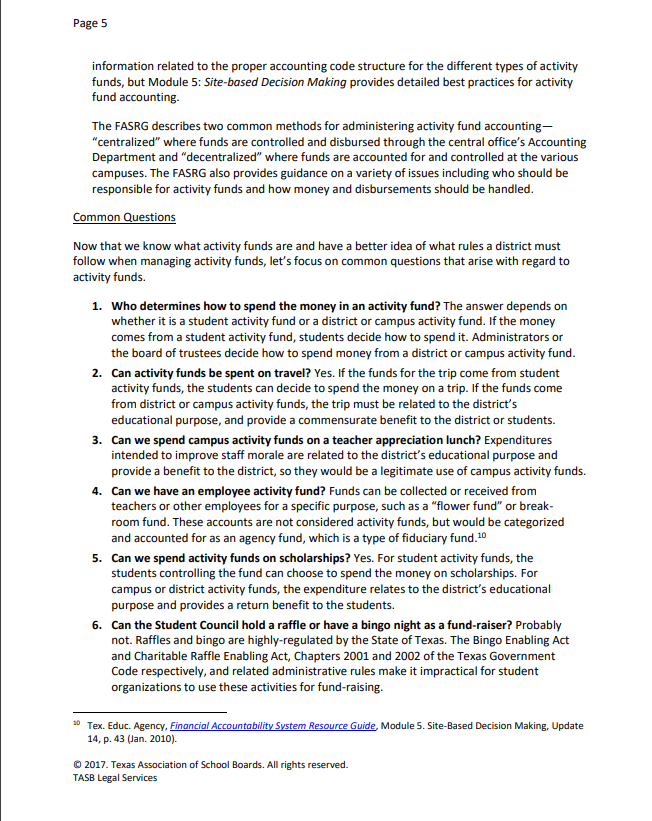 Page 5
information related to the proper accounting code structure for the different types of activity
funds, but Module 5: Site-based Decision Making provides detailed best practices for activity
fund accounting.
The FASRG describes two common methods for administering activity fund accounting—
“centralized” where funds are controlled and disbursed through the central office’s Accounting
Department and “decentralized” where funds are accounted for and controlled at the various
campuses. The FASRG also provides guidance on a variety of issues including who should be
responsible for activity funds and how money and disbursements should be handled.
Common Questions
Now that we know what activity funds are and have a better idea of what rules a district must
follow when managing activity funds, let’s focus on common questions that arise with regard to
activity funds.
1. Who determines how to spend the money in an activity fund? The answer depends on
whether it is a student activity fund or a district or campus activity fund. If the money
comes from a student activity fund, students decide how to spend it. Administrators or
the board of trustees decide how to spend money from a district or campus activity fund.
2. Can activity funds be spent on travel? Yes. If the funds for the trip come from student
activity funds, the students can decide to spend the money on a trip. If the funds come
from district or campus activity funds, the trip must be related to the district’s
educational purpose, and provide a commensurate benefit to the district or students.
3. Can we spend campus activity funds on a teacher appreciation lunch? Expenditures
intended to improve staff morale are related to the district’s educational purpose and
provide a benefit to the district, so they would be a legitimate use of campus activity funds.
4. Can we have an employee activity fund? Funds can be collected or received from
teachers or other employees for a specific purpose, such as a “flower fund” or break-
room fund. These accounts are not considered activity funds, but would be categorized
and accounted for as an agency fund, which is a type of fiduciary fund.10
5. Can we spend activity funds on scholarships? Yes. For student activity funds, the
students controlling the fund can choose to spend the money on scholarships. For
campus or district activity funds, the expenditure relates to the district’s educational
purpose and provides a return benefit to the students.
6. Can the Student Council hold a raffle or have a bingo night as a fund-raiser? Probably
not. Raffles and bingo are highly-regulated by the State of Texas. The Bingo Enabling Act
and Charitable Raffle Enabling Act, Chapters 2001 and 2002 of the Texas Government
Code respectively, and related administrative rules make it impractical for student
organizations to use these activities for fund-raising.
10 Tex. Educ. Agency, Financial Accountability System Resource Guide, Module 5. Site-Based Decision Making, Update
14, p. 43 (Jan. 2010).
© 2017. Texas Association of School Boards. All rights reserved.
TASB Legal Services